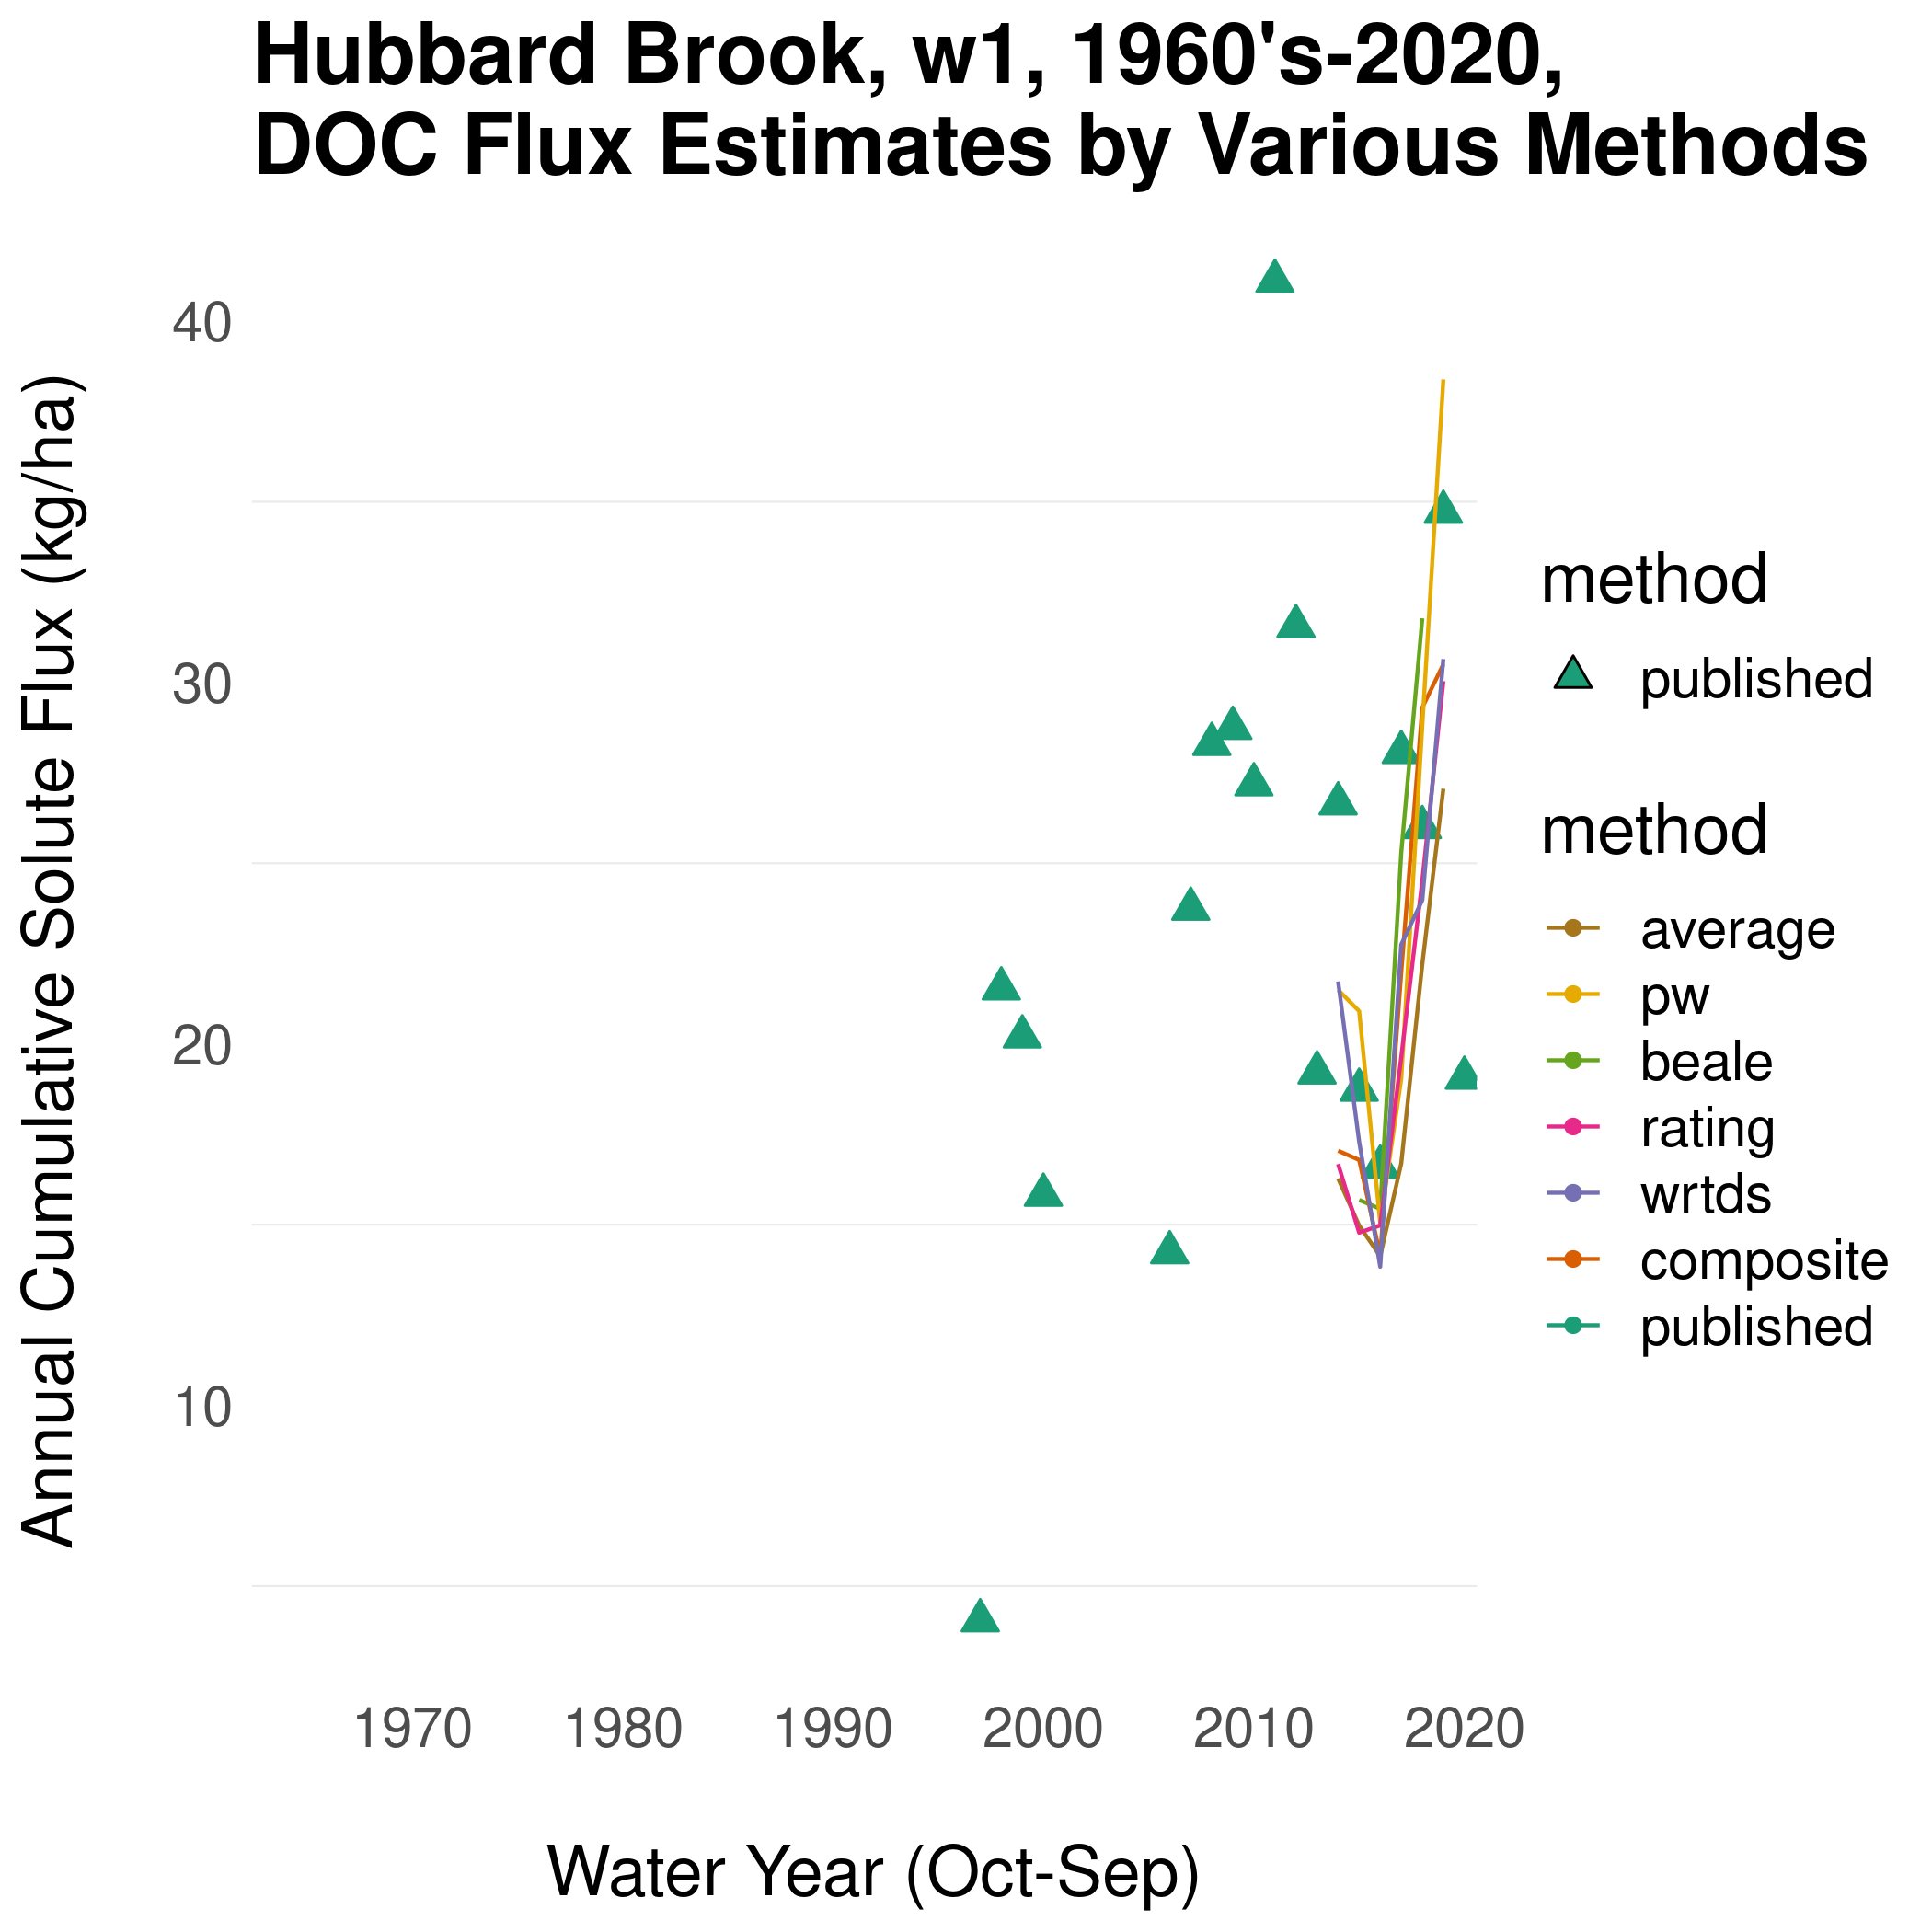 Hubbard Brook, w1, 1960's-2020,
DOC Flux Estimates by Various Methods
Annual Cumulative Solute Flux (kg/ha)
40
30
20
10
1970 1980 1990 2000 2010 2020
Water Year (Oct-Sep)
method
published
method
average
pw
beale
rating
wrtds
composite
published